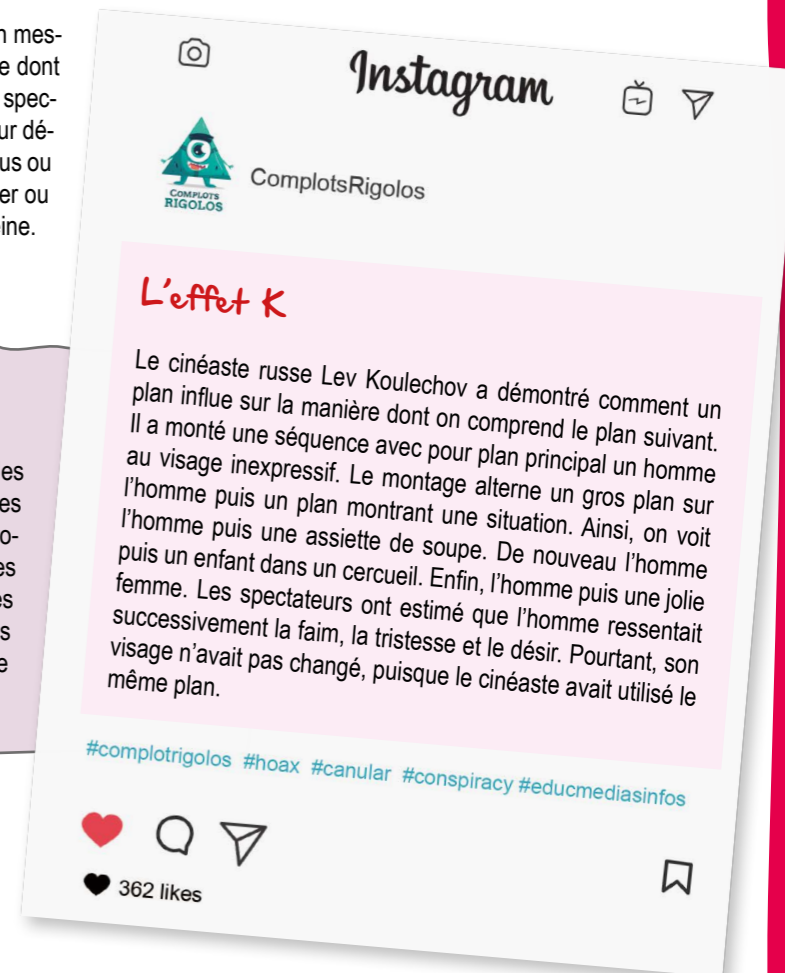 n mes-
e dont
spec-
ur dé-
us ou
er ou
ine.
es
es
o-
es
es
s
e
Instagram
COMPLOTS
RIGOLOS
ComplotsRigolos
L'effet K
Le cinéaste russe Lev Koulechov a démontré comment un
plan influe sur la manière dont on comprend le plan suivant.
Il a monté une séquence avec pour plan principal un homme
au visage inexpressif. Le montage alterne un gros plan sur
l'homme puis un plan montrant une situation. Ainsi, on voit
l'homme puis une assiette de soupe. De nouveau l'homme
puis un enfant dans un cercueil. Enfin, l'homme puis une jolie
femme. Les spectateurs ont estimé que l'homme ressentait
successivement la faim, la tristesse et le désir. Pourtant, son
visage n'avait pas changé, puisque le cinéaste avait utilisé le
même plan.
#complotrigolos #hoax #canular #conspiracy #educmediasinfos
362 likes